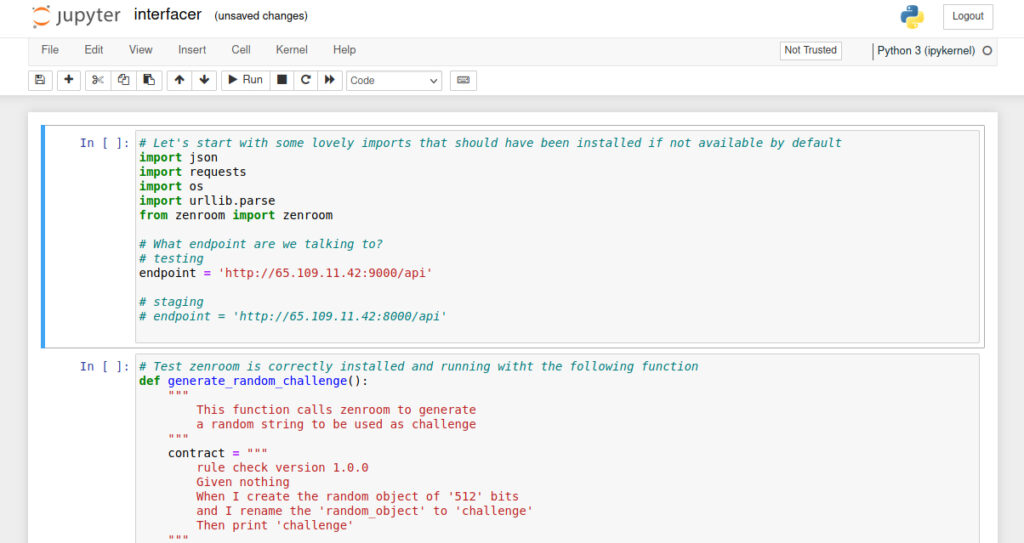 jupyter interfacer (unsaved changes) Logout
File Edit View Insert Cell Kernel Help Not Trusted Python 3 (ipykernel)
Run Code
In [ ]: # Let's start with some lovely imports that should have been installed if not available by default
import json
import requests
import os
import urllib.parse
from zenroom import zenroom
# What endpoint are we talking to?
# testing
endpoint = 'http://65.109.11.42:9000/api'
# staging
# endpoint = 'http://65.109.11.42:8000/api'
In [ ]: # Test zenroom is correctly installed and running witht the following function
def generate_random_challenge():
"""
This function calls zenroom to generate
a random string to be used as challenge
"""
contract = """
rule check version 1.0.0
Given nothing
When I create the random object of '512' bits
and I rename the 'random_object' to 'challenge'
Then print 'challenge'
"""